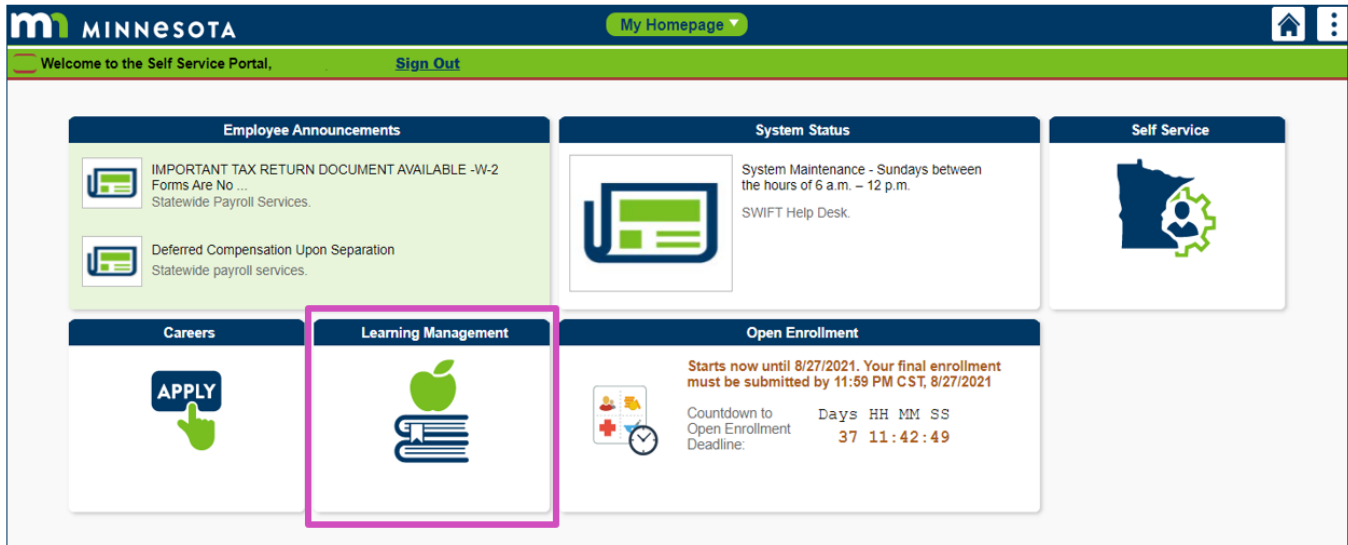 mn MINNESOTA
My Homepage
Welcome to the Self Service Portal,
Sign Out
Employee Announcements
IMPORTANT TAX RETURN DOCUMENT AVAILABLE -W-2
Forms Are No ...
Statewide Payroll Services.
Deferred Compensation Upon Separation
Statewide payroll services.
System Status
System Maintenance - Sundays between
the hours of 6 a.m. – 12 p.m.
SWIFT Help Desk.
Self Service
Careers
APPLY
Learning Management
Open Enrollment
Starts now until 8/27/2021. Your final enrollment
must be submitted by 11:59 PM CST, 8/27/2021
Countdown to
Open Enrollment
Deadline:
Days HH MM SS
37 11:42:49